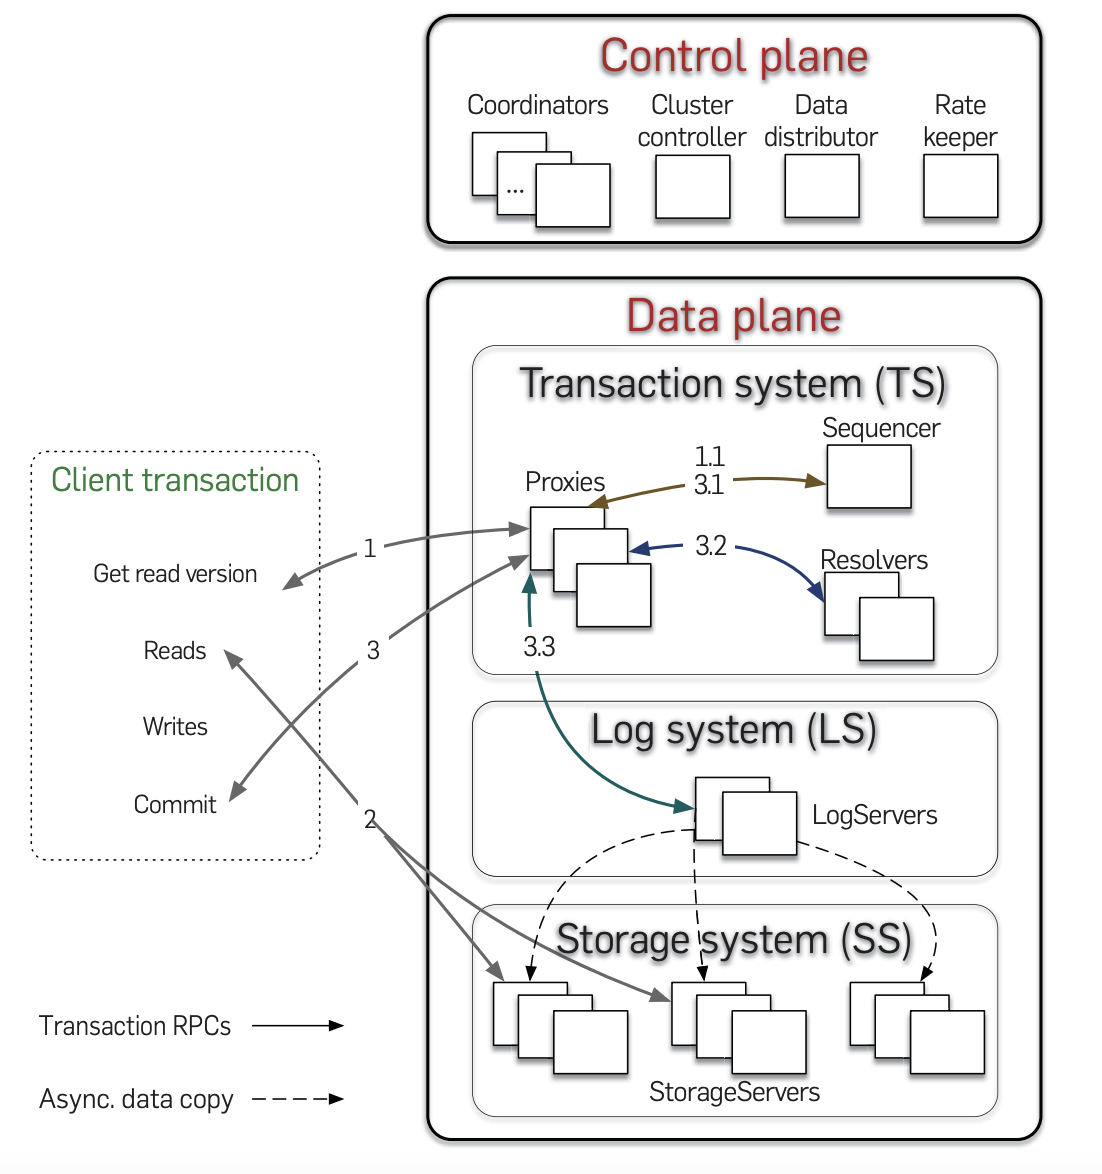 Control plane
Coordinators
Cluster
controller
Data
distributor
Rate
keeper
...
Data plane
Transaction system (TS)
Sequencer
1.1
3.1
Proxies
3.2
Resolvers
3.3
Client transaction
Get read version
1
Reads
3
Writes
Commit
2
Log system (LS)
LogServers
Storage system (SS)
StorageServers
Transaction RPCs
Async. data copy